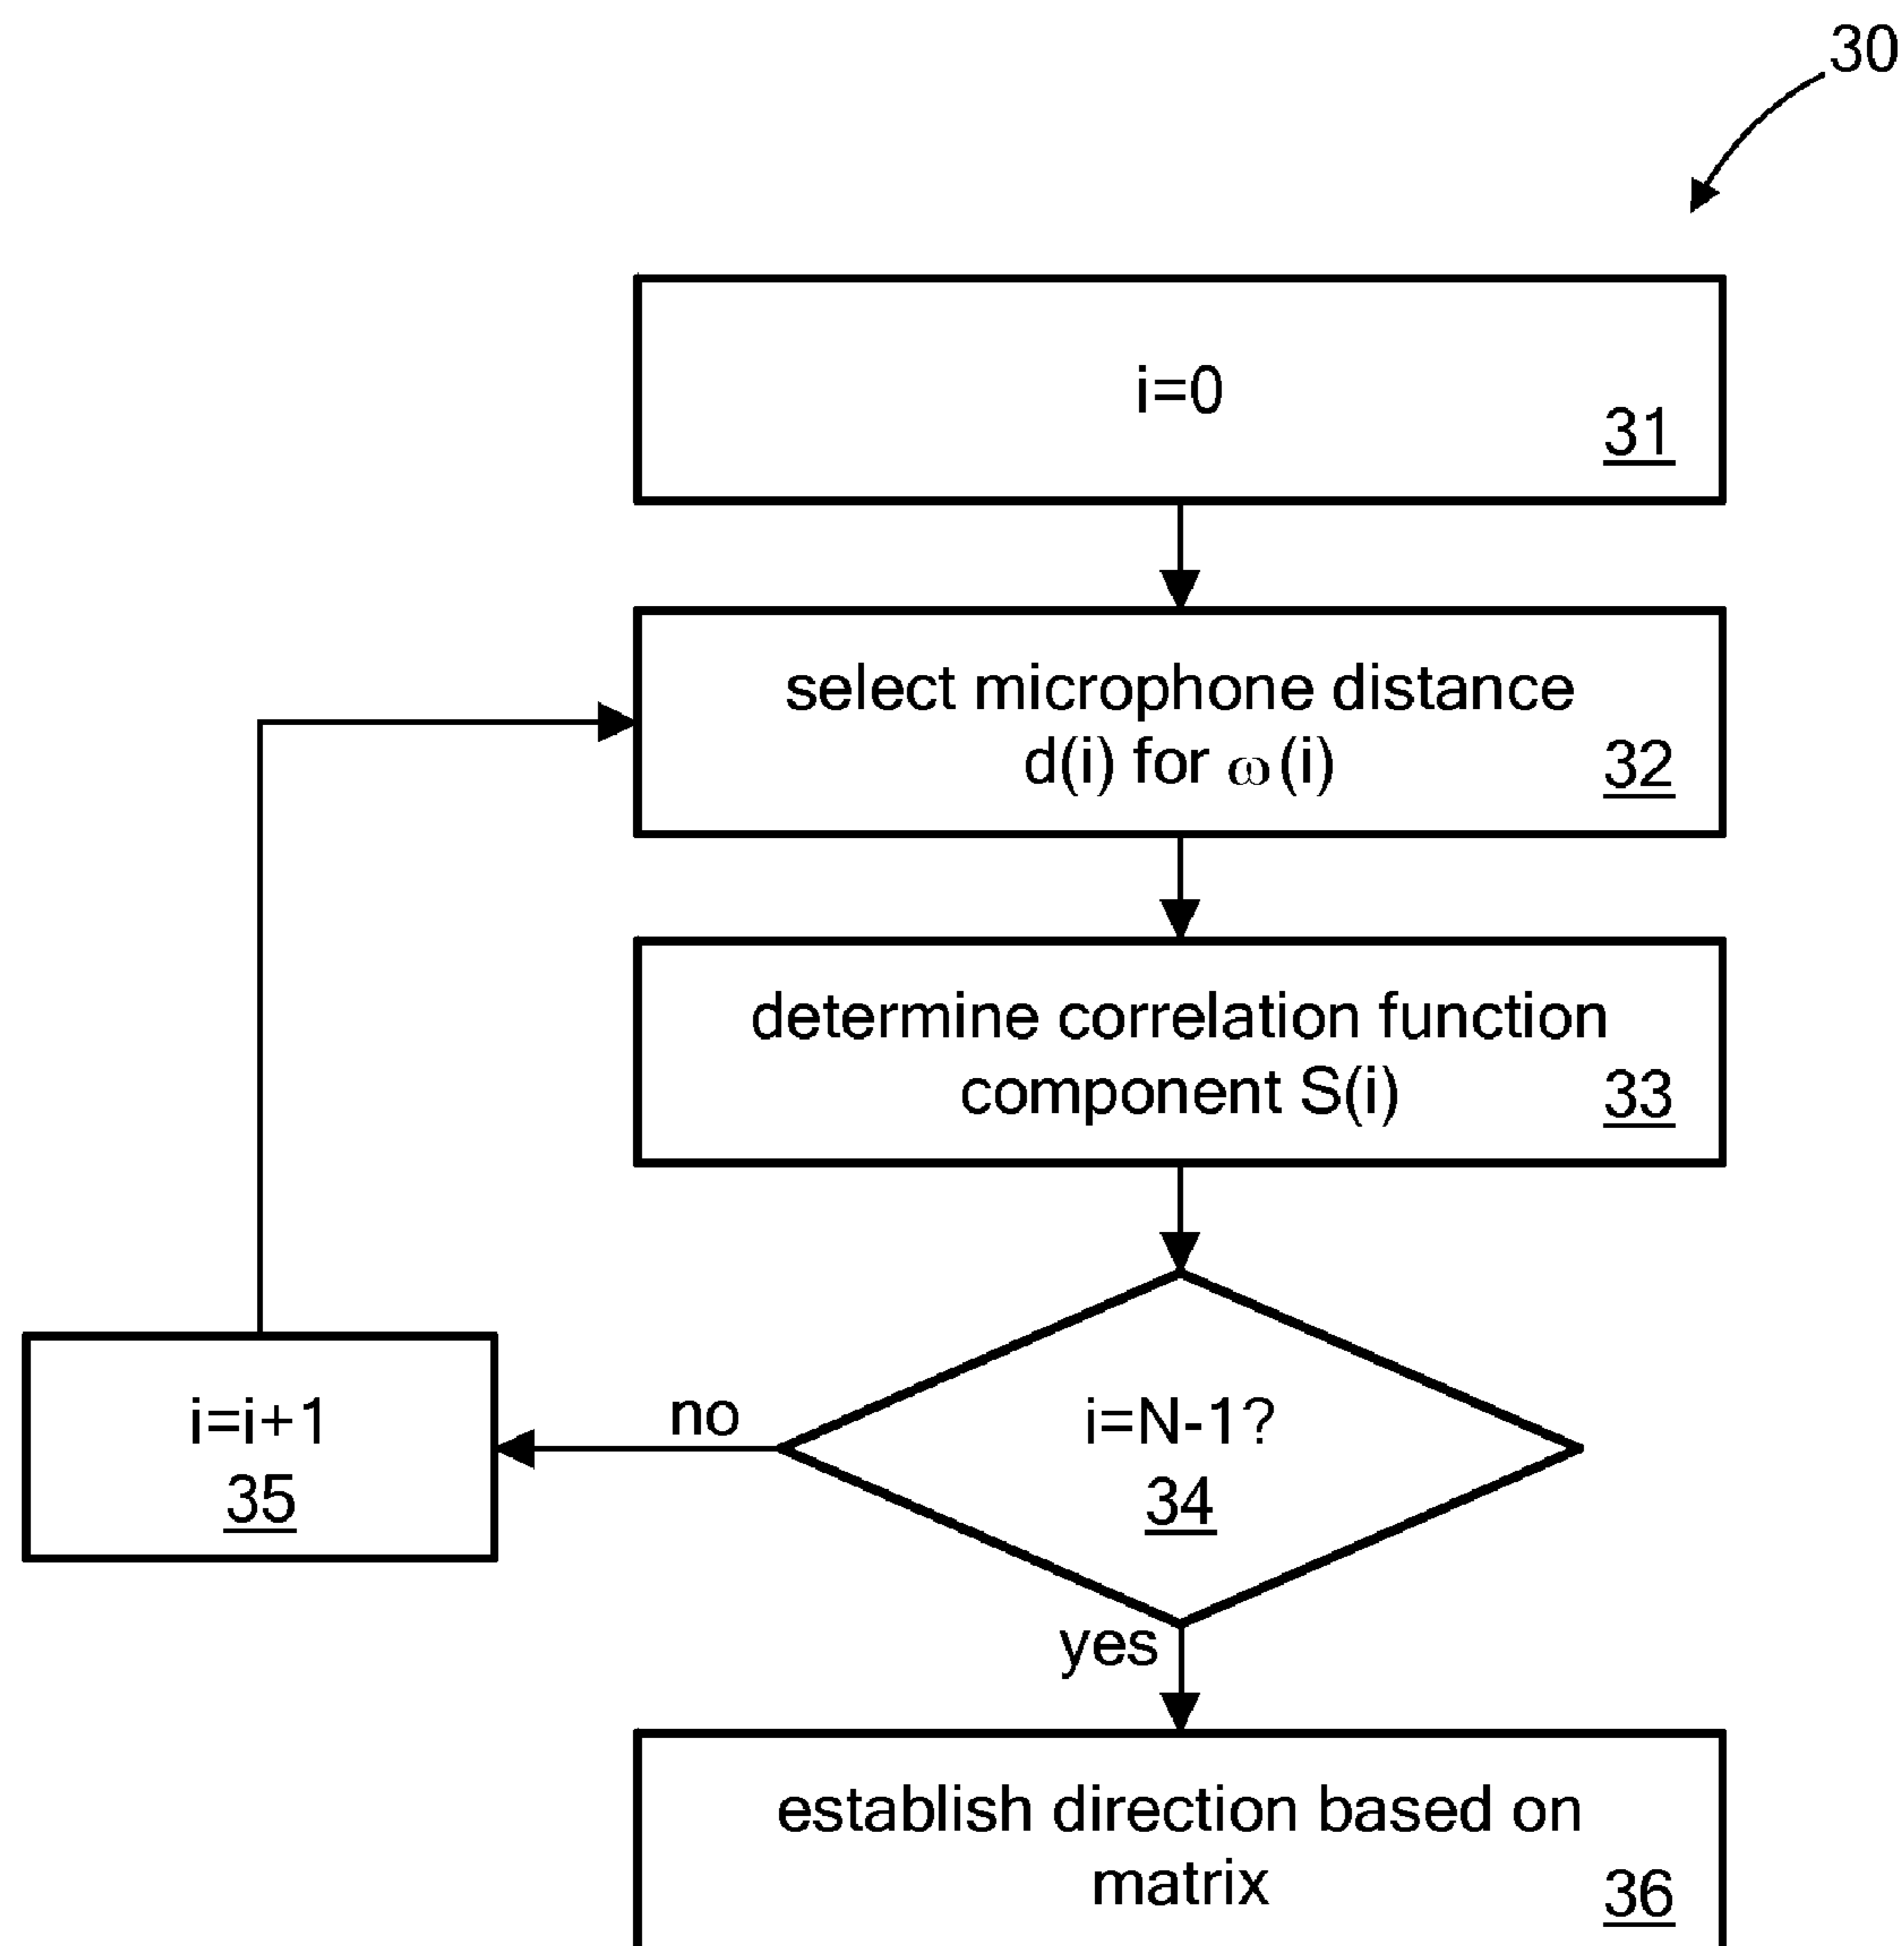 30
i=0
31
select microphone distance
d(i) for ω(i)
32
determine correlation function
component S(i)
33
i=N-1?
34
no
i=i+1
35
yes
establish direction based on
matrix
36